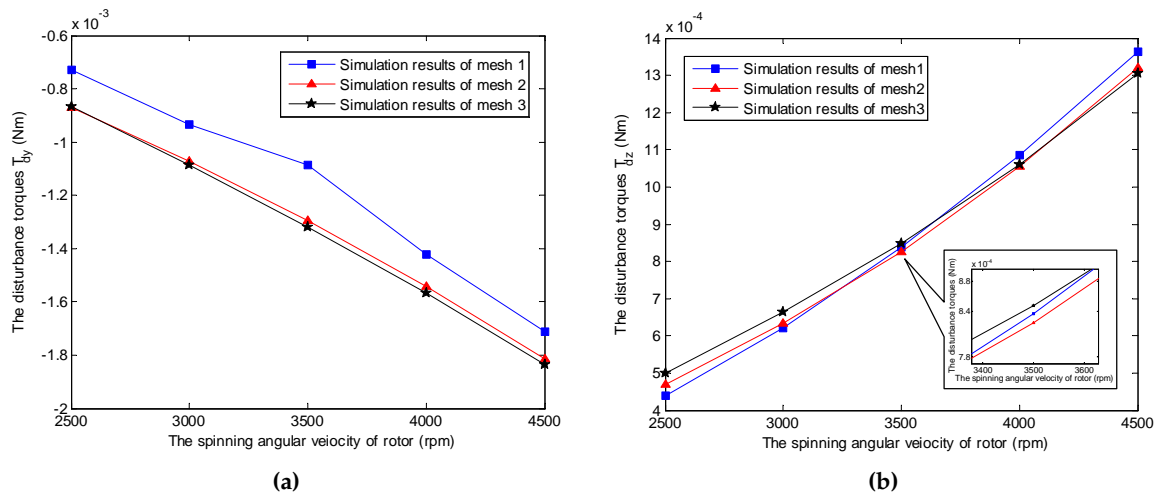 x 10⁻³
-0.6
-0.8
-1
-1.2
-1.4
-1.6
-1.8
-2
2500 3000 3500 4000 4500
The disturbance torques T_dy (Nm)
The spinning angular veiocity of rotor (rpm)
Simulation results of mesh 1
Simulation results of mesh 2
Simulation results of mesh 3
(a)
x 10⁻⁴
14
13
12
11
10
9
8
7
6
5
4
2500 3000 3500 4000 4500
The disturbance torques T_dz (Nm)
The spinning angular veiocity of rotor (rpm)
Simulation results of mesh1
Simulation results of mesh2
Simulation results of mesh3
x 10⁻⁴
8.8
8.4
7.8
3400 3500 3600
The disturbance torques (Nm)
The spinning angular velocity of rotor (rpm)
(b)